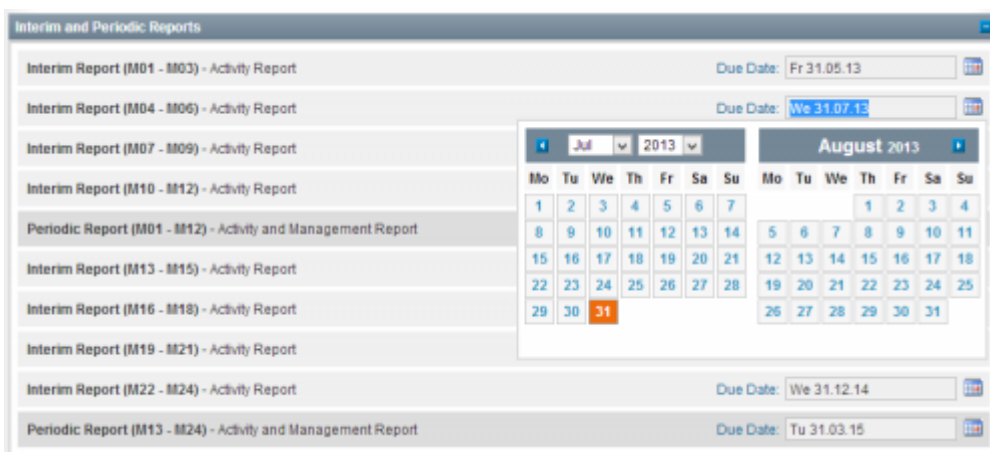 Interim and Periodic Reports
Interim Report (M01 - M03) - Activity Report Due Date: Fr 31.05.13
Interim Report (M04 - M06) - Activity Report Due Date: We 31.07.13
Interim Report (M07 - M09) - Activity Report
Interim Report (M10 - M12) - Activity Report
Periodic Report (M01 - M12) - Activity and Management Report
Interim Report (M13 - M15) - Activity Report
Interim Report (M16 - M18) - Activity Report
Interim Report (M19 - M21) - Activity Report
Interim Report (M22 - M24) - Activity Report Due Date: We 31.12.14
Periodic Report (M13 - M24) - Activity and Management Report Due Date: Tu 31.03.15
Jul 2013
Mo Tu We Th Fr Sa Su
1 2 3 4 5 6 7
8 9 10 11 12 13 14
15 16 17 18 19 20 21
22 23 24 25 26 27 28
29 30 31
August 2013
Mo Tu We Th Fr Sa Su
1 2 3 4
5 6 7 8 9 10 11
12 13 14 15 16 17 18
19 20 21 22 23 24 25
26 27 28 29 30 31